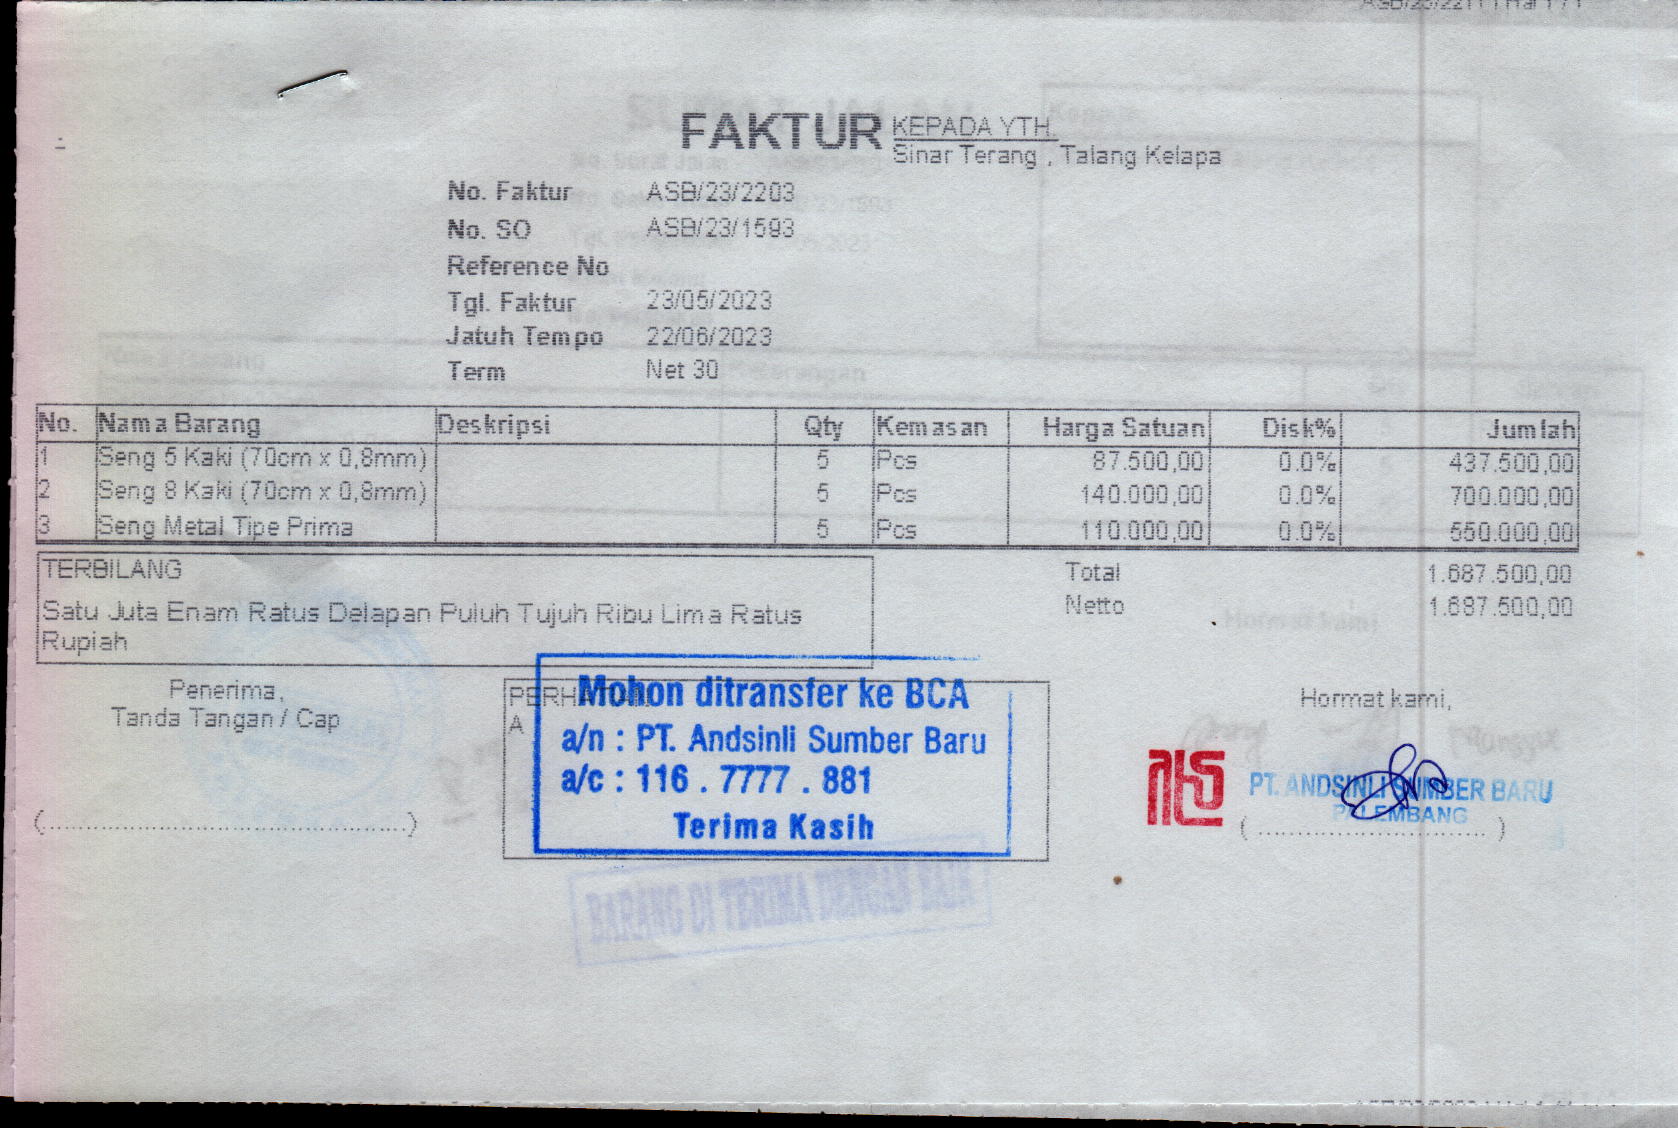 FAKTUR
KEPADA YTH.
Sinar Terang , Talang Kelapa
No. Faktur ASB/23/2203
No. SO ASB/23/1593
Reference No
Tgl. Faktur 23/05/2023
Jatuh Tempo 22/06/2023
Term Net 30
No. Nama Barang Deskripsi Qty Kemasan Harga Satuan Disk% Jumlah
1 Seng 5 Kaki (70cm x 0,8mm) 5 Pcs 87.500,00 0.0% 437.500,00
2 Seng 8 Kaki (70cm x 0,8mm) 5 Pcs 140.000,00 0.0% 700.000,00
3 Seng Metal Tipe Prima 5 Pcs 110.000,00 0.0% 550.000,00
TERBILANG
Satu Juta Enam Ratus Delapan Puluh Tujuh Ribu Lima Ratus
Rupiah
Total 1.687.500,00
Netto 1.687.500,00
Penerima,
Tanda Tangan / Cap
(..........................................)
A
Mohon ditransfer ke BCA
a/n : PT. Andsinli Sumber Baru
a/c : 116 . 7777 . 881
Terima Kasih
Hormat kami,
PT. ANDSINLI SUMBER BARU
PALEMBANG
( ............................ )
BARANG DI TERIMA DENGAN BAIK